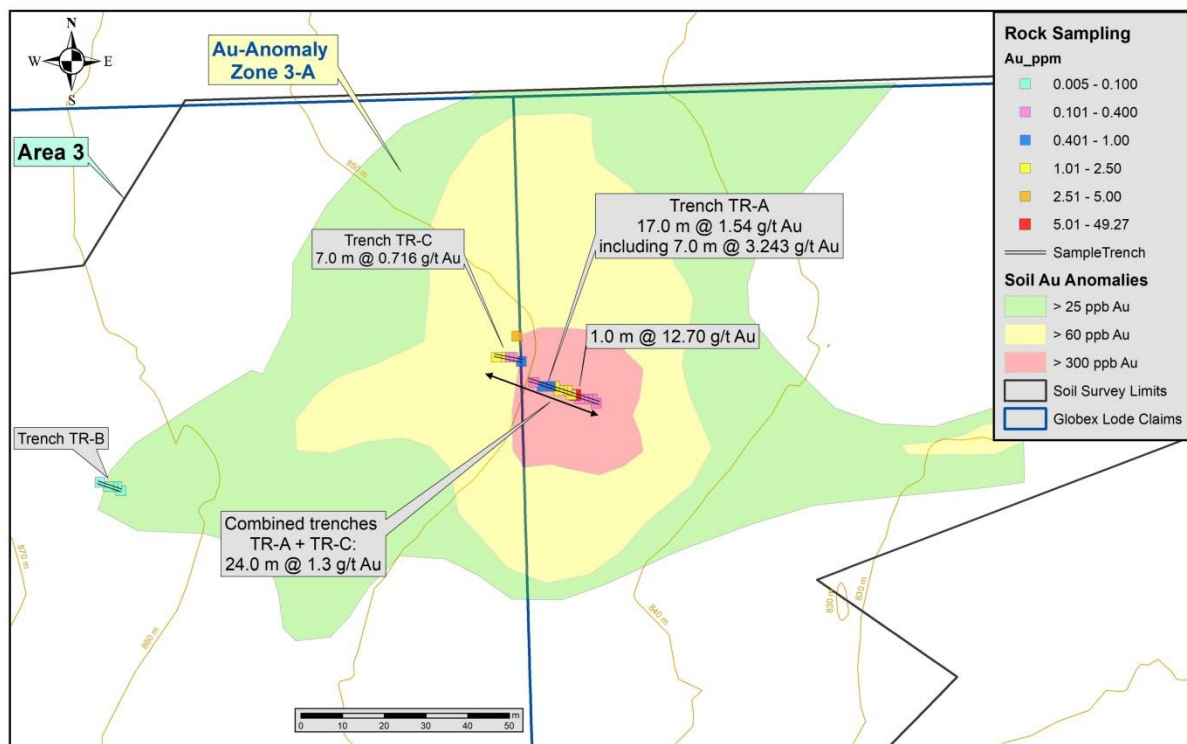 N
W
E
S
Au-Anomaly
Zone 3-A
Area 3
850 m
Trench TR-A
17.0 m @ 1.54 g/t Au
including 7.0 m @ 3.243 g/t Au
Trench TR-C
7.0 m @ 0.716 g/t Au
1.0 m @ 12.70 g/t Au
Trench TR-B
Combined trenches
TR-A + TR-C:
24.0 m @ 1.3 g/t Au
870 m
860 m
840 m
830 m
830 m
m
0 10 20 30 40 50
Rock Sampling
Au_ppm
0.005 - 0.100
0.101 - 0.400
0.401 - 1.00
1.01 - 2.50
2.51 - 5.00
5.01 - 49.27
SampleTrench
Soil Au Anomalies
> 25 ppb Au
> 60 ppb Au
> 300 ppb Au
Soil Survey Limits
Globex Lode Claims